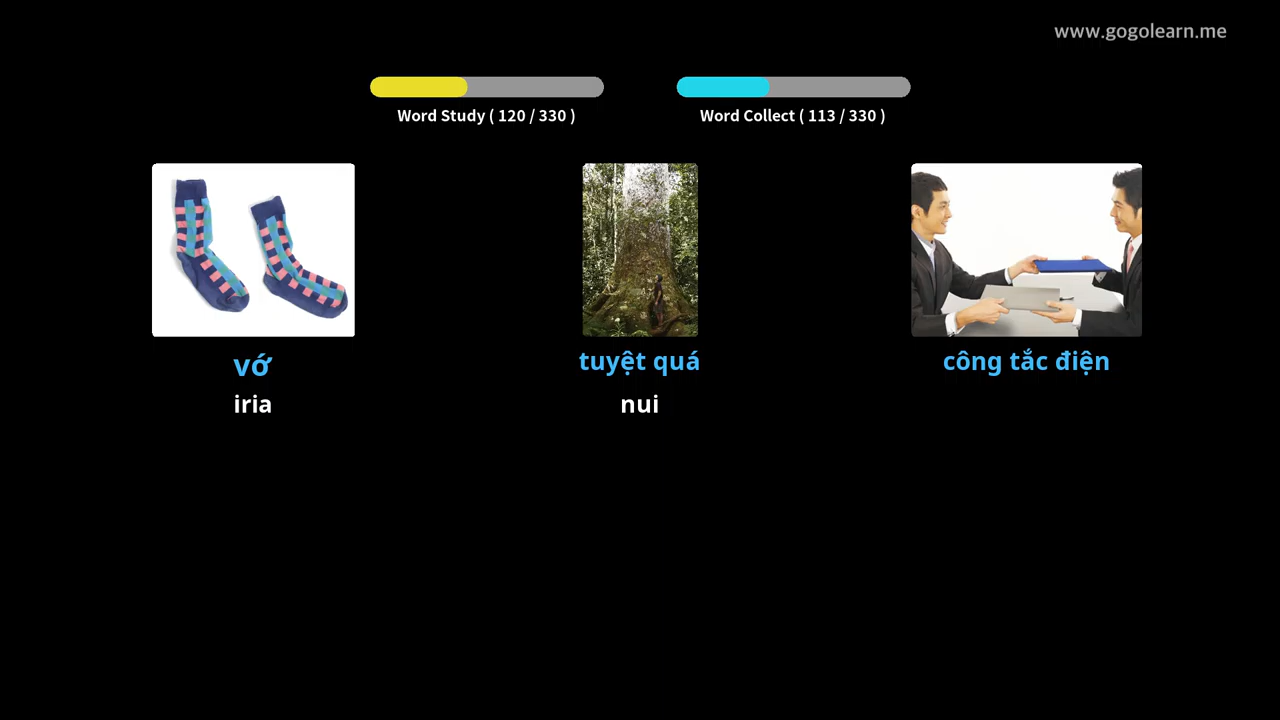 www.gogolearn.me
Word Study ( 120 / 330 )
Word Collect ( 113 / 330 )
vớ
tuyệt quá
công tắc điện
iria
nui